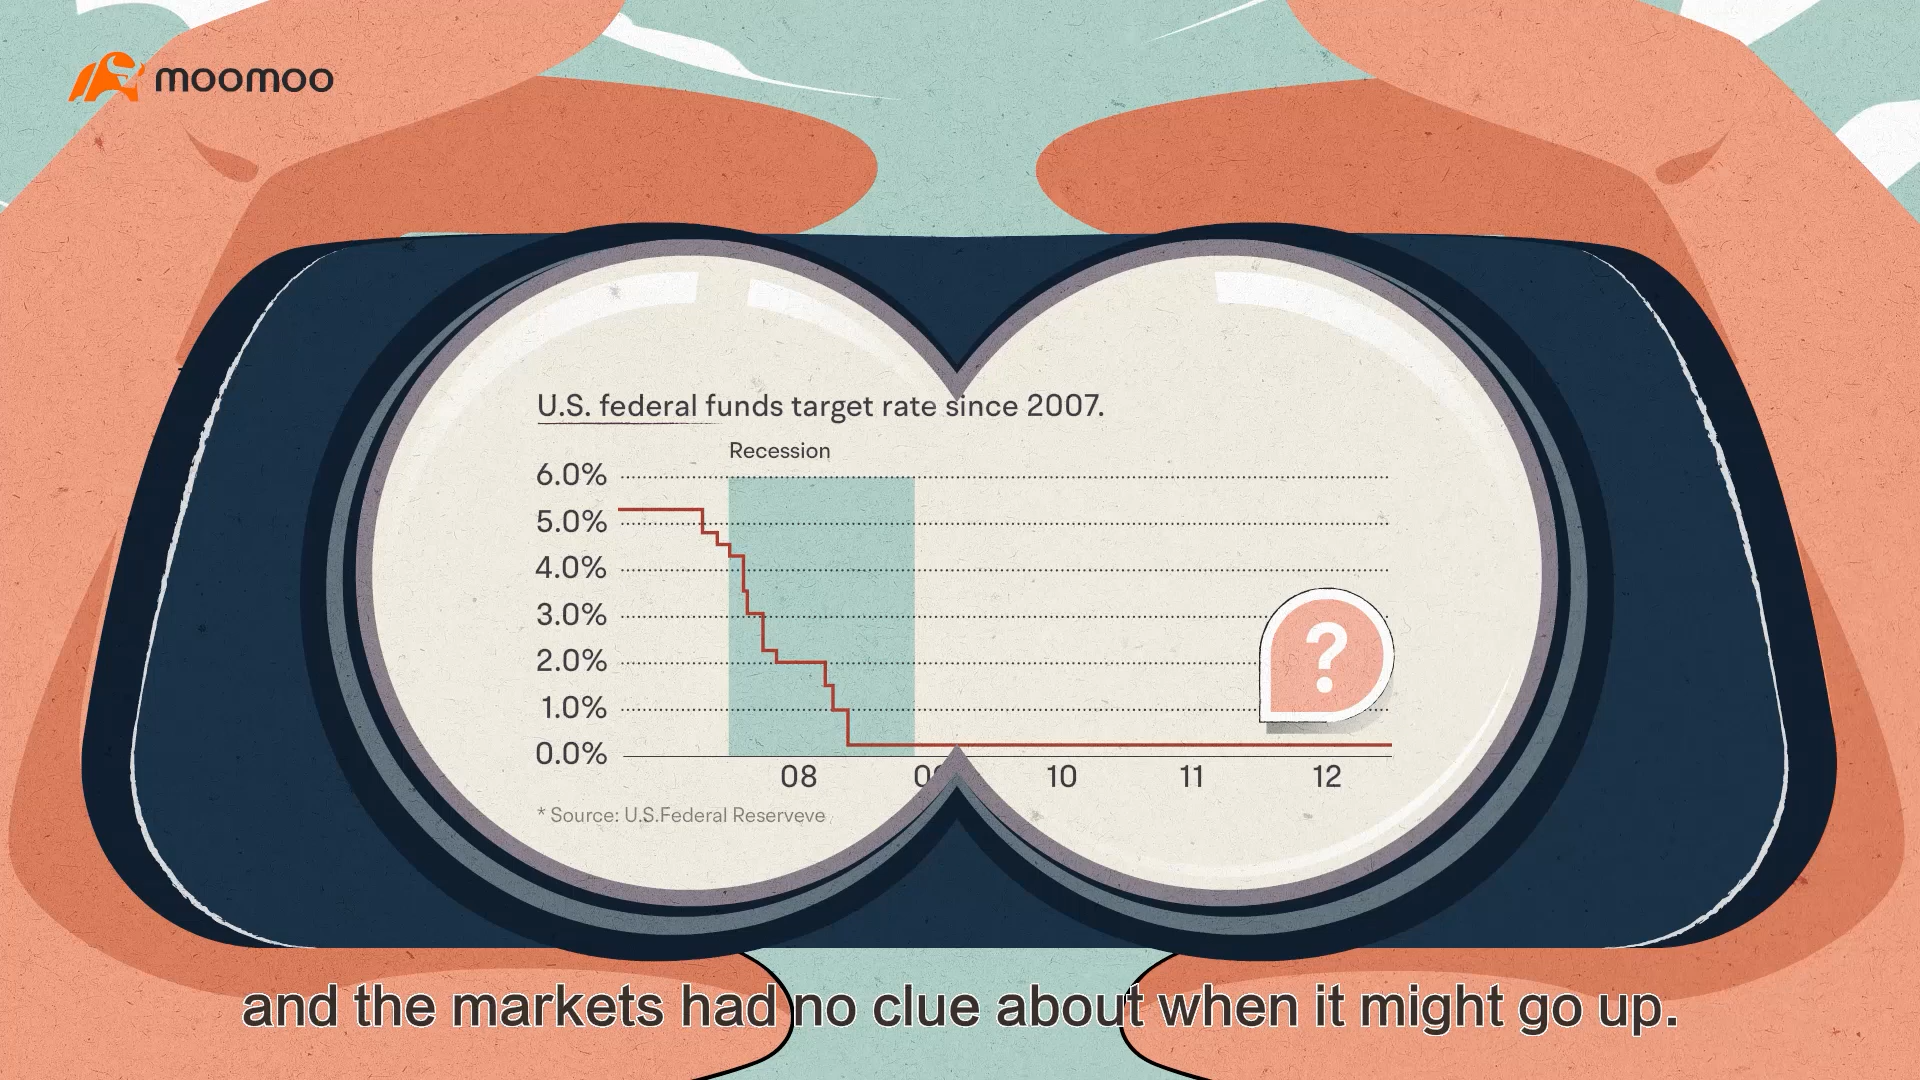 moomoo
U.S. federal funds target rate since 2007.
Recession
6.0%
5.0%
4.0%
3.0%
2.0%
1.0%
0.0%
?
08 10 11 12
* Source: U.S.Federal Reserveve
and the markets had no clue about when it might go up.